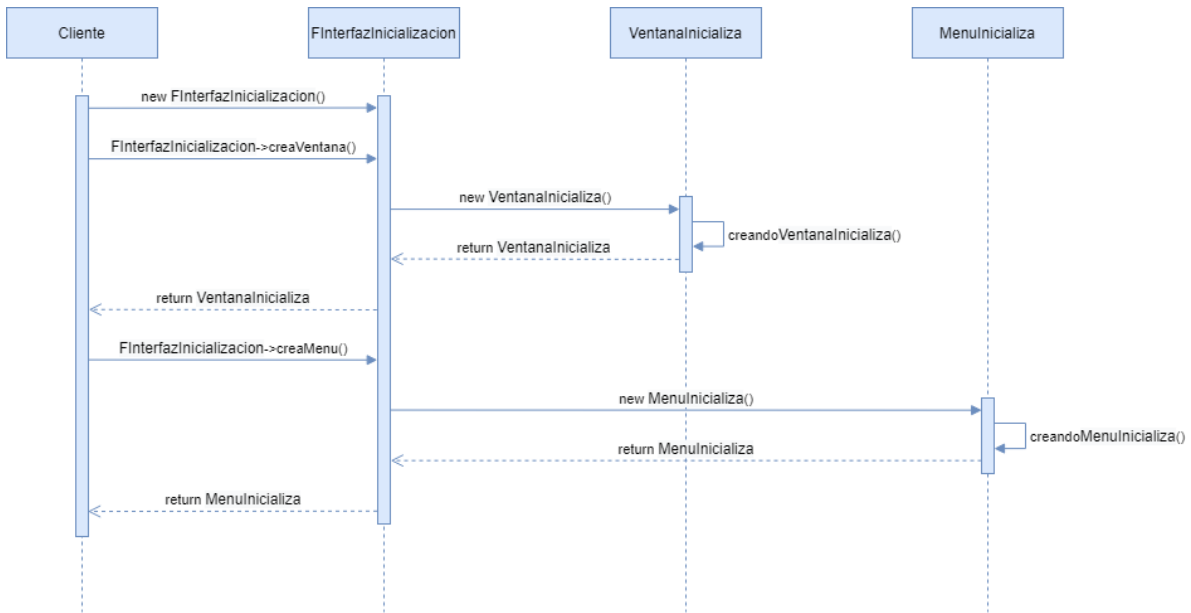 Cliente
FInterfazInicializacion
VentanaInicializa
MenuInicializa
new FInterfazInicialización()
FInterfazInicializacion->creaVentana()
new VentanaInicializa()
creandoVentanaInicializa()
return VentanaInicializa
return VentanaInicializa
FInterfazInicializacion->creaMenu()
new MenuInicializa()
creandoMenuInicializa()
return MenuInicializa
return MenuInicializa